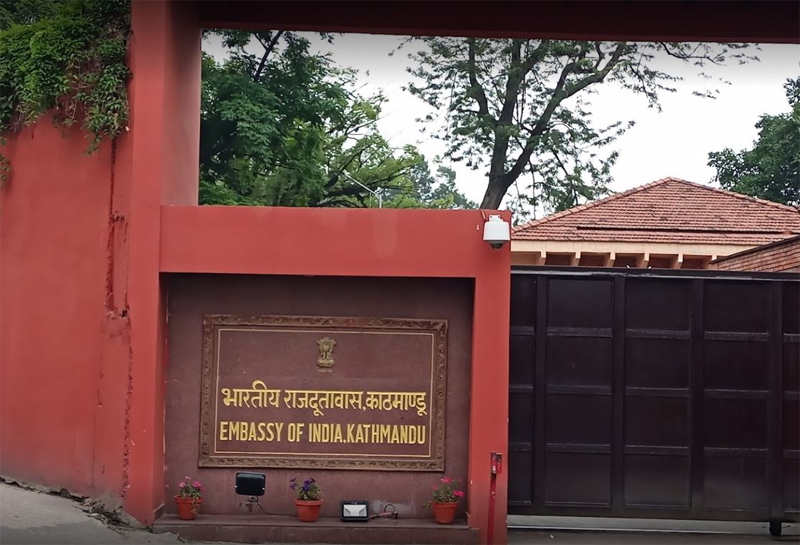 भारतीय राजदूतावास,काठमाण्डू
EMBASSY OF INDIA.KATHMANDU